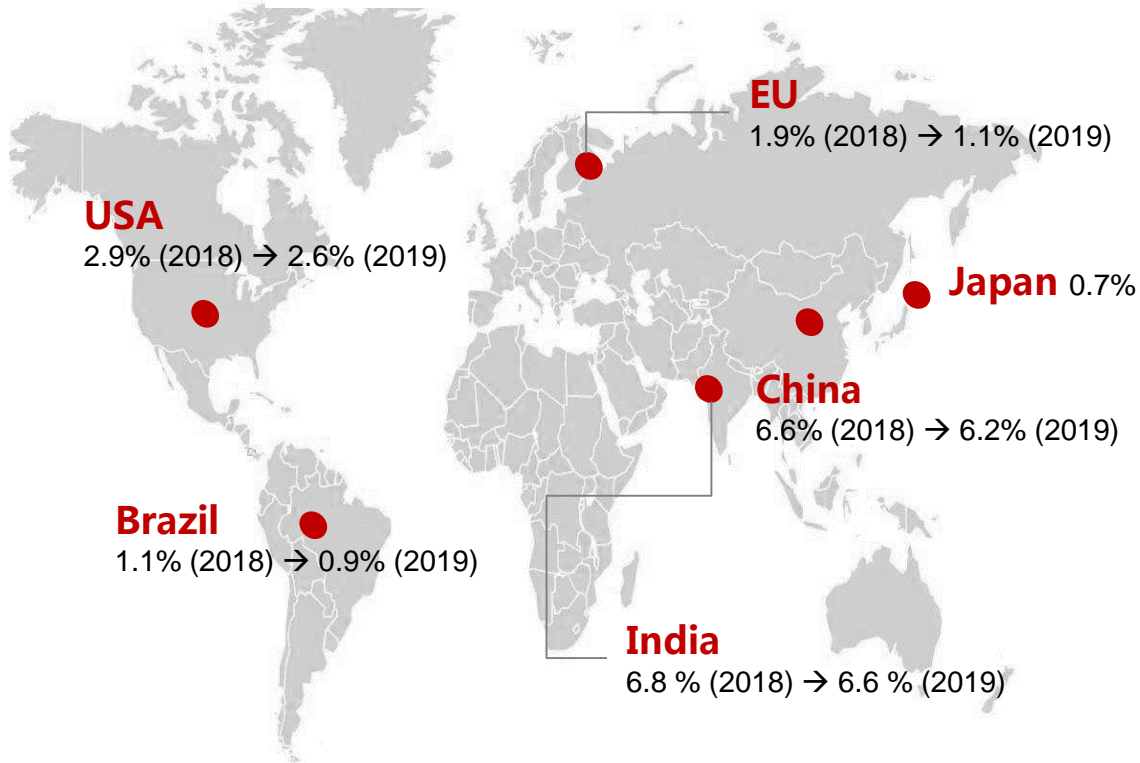 EU
1.9% (2018) → 1.1% (2019)
USA
2.9% (2018) → 2.6% (2019)
Japan 0.7%
China
6.6% (2018) → 6.2% (2019)
Brazil
1.1% (2018) → 0.9% (2019)
India
6.8 % (2018) → 6.6 % (2019)